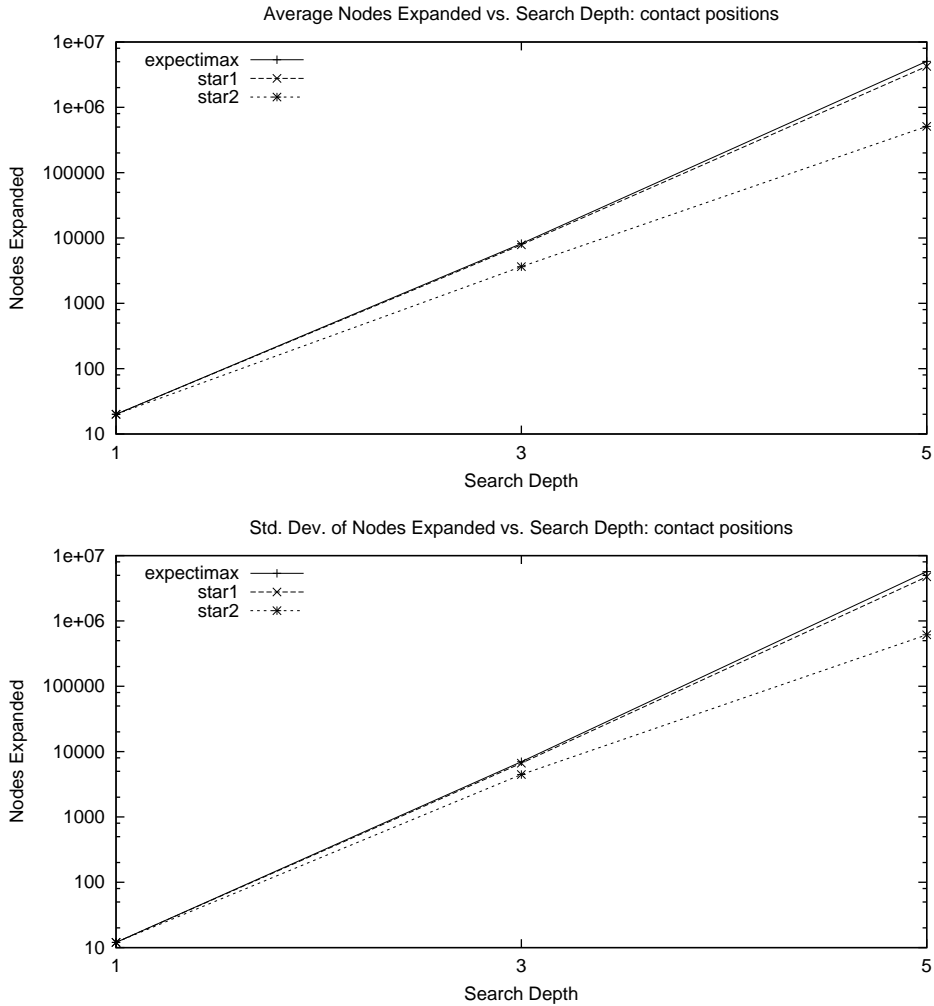 Average Nodes Expanded vs. Search Depth: contact positions
1e+07
1e+06
100000
10000
1000
100
10
Nodes Expanded
expectimax
star1
star2
1 3 5
Search Depth
Std. Dev. of Nodes Expanded vs. Search Depth: contact positions
1e+07
1e+06
100000
10000
1000
100
10
Nodes Expanded
expectimax
star1
star2
1 3 5
Search Depth